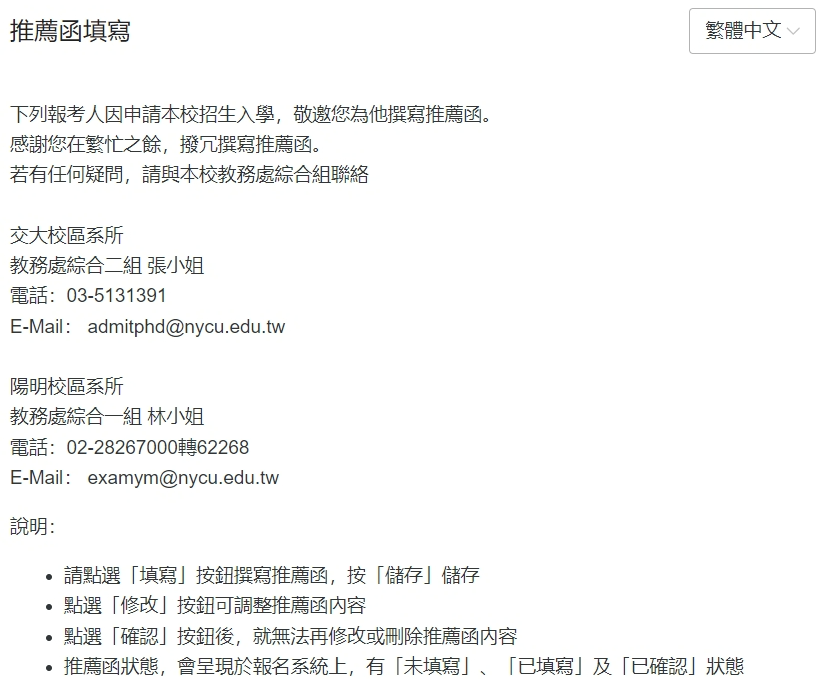 推薦函填寫
繁體中文
下列報考人因申請本校招生入學，敬邀您為他撰寫推薦函。
感謝您在繁忙之餘，撥冗撰寫推薦函。
若有任何疑問，請與本校教務處綜合組聯絡
交大校區系所
教務處綜合二組 張小姐
電話：03-5131391
E-Mail： admitphd@nycu.edu.tw
陽明校區系所
教務處綜合一組 林小姐
電話：02-28267000轉62268
E-Mail： examym@nycu.edu.tw
說明：
• 請點選「填寫」按鈕撰寫推薦函，按「儲存」儲存
• 點選「修改」按鈕可調整推薦函內容
• 點選「確認」按鈕後，就無法再修改或刪除推薦函內容
• 推薦函狀態，會呈現於報名系統上，有「未填寫」、「已填寫」及「已確認」狀態